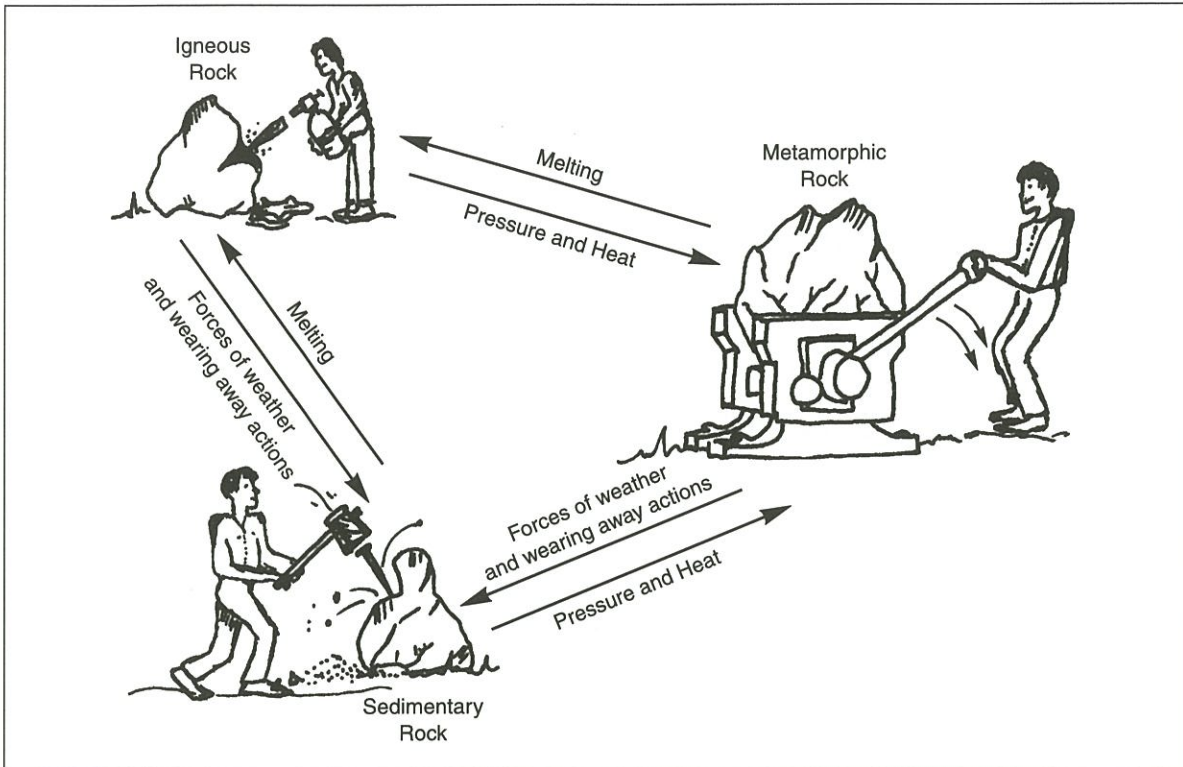 Igneous
Rock
Melting
Pressure and Heat
Metamorphic
Rock
Melting
Forces of weather
and wearing away actions
Forces of weather
and wearing away actions
Pressure and Heat
Sedimentary
Rock